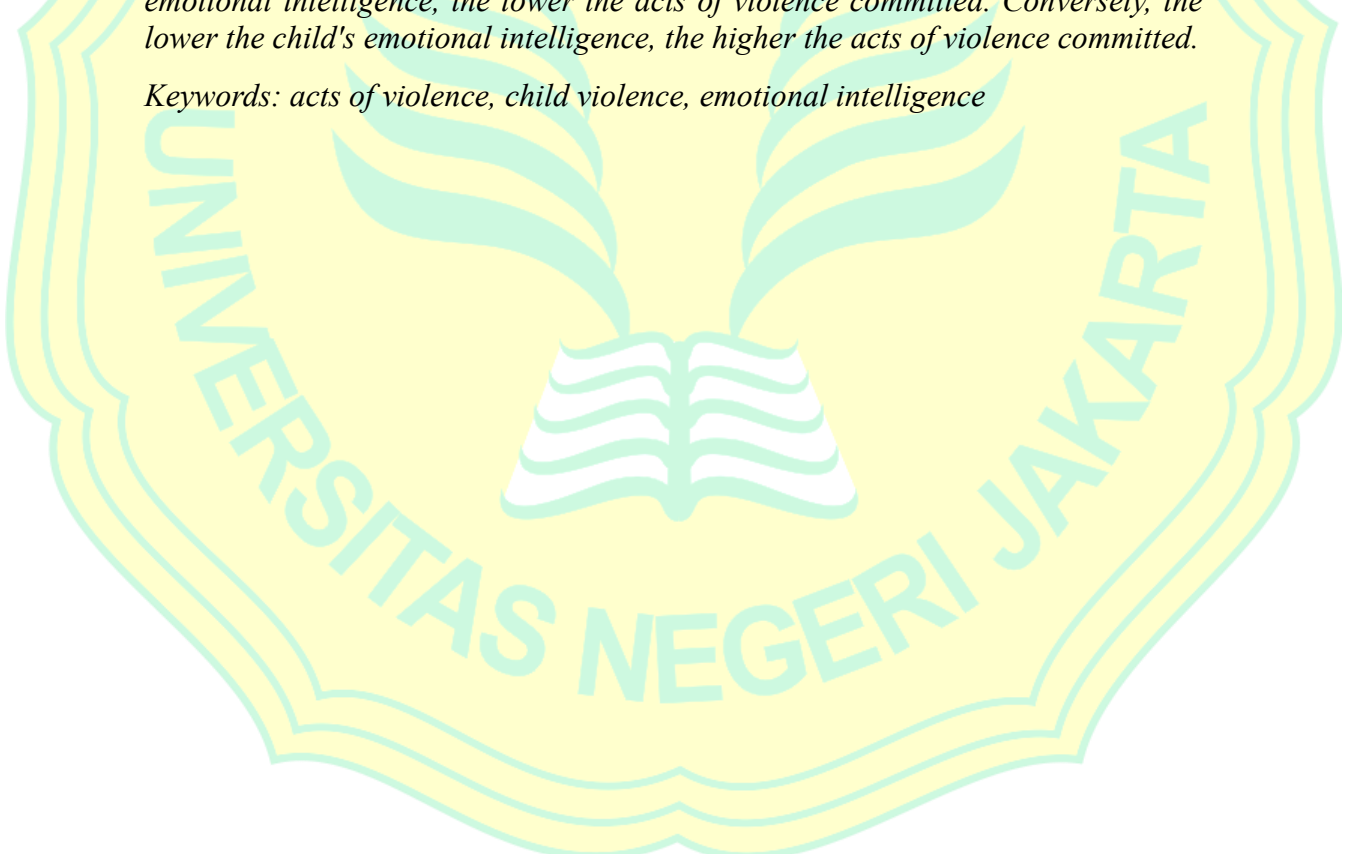 emotional intelligence, the lower the acts of violence committed. Conversely, the
lower the child's emotional intelligence, the higher the acts of violence committed.
Keywords: acts of violence, child violence, emotional intelligence
UNIVERSITAS NEGERI JAKARTA